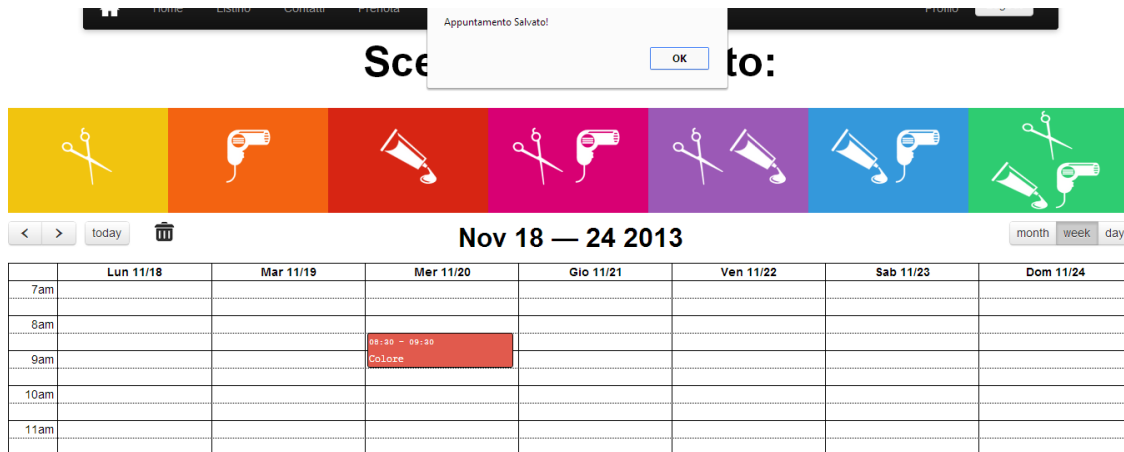 Home Listino Contatti Prenota Profilo
Appuntamento Salvato!
OK
Sce to:
today
Nov 18 — 24 2013
month week day
Lun 11/18 Mar 11/19 Mer 11/20 Gio 11/21 Ven 11/22 Sab 11/23 Dom 11/24
7am
8am
08:30 - 09:30
Colore
9am
10am
11am